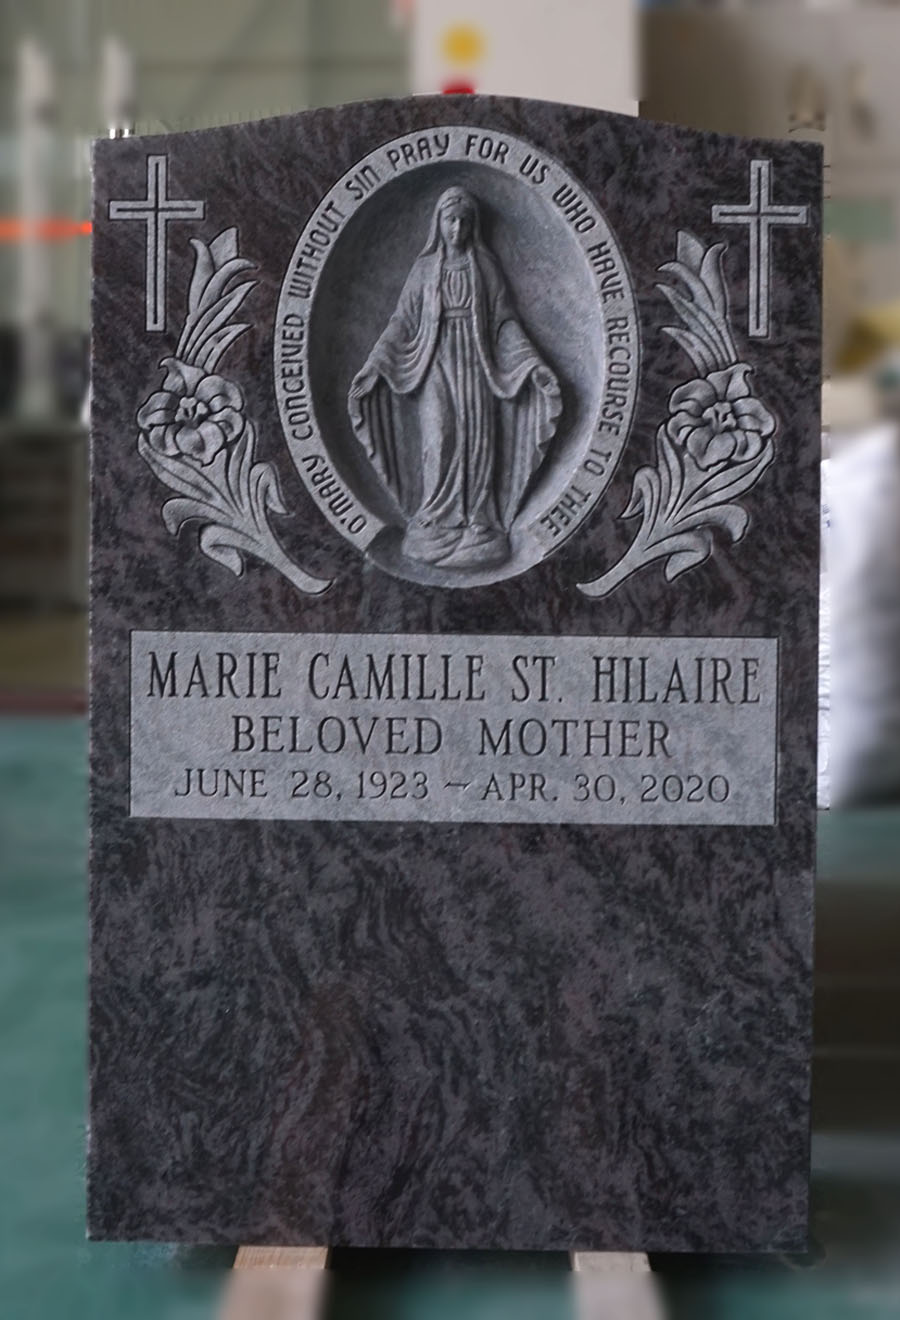 O'MARY CONCEIVED WITHOUT SIN PRAY FOR US WHO HAVE RECOURSE TO THEE
MARIE CAMILLE ST. HILAIRE
BELOVED MOTHER
JUNE 28, 1923 ~ APR. 30, 2020